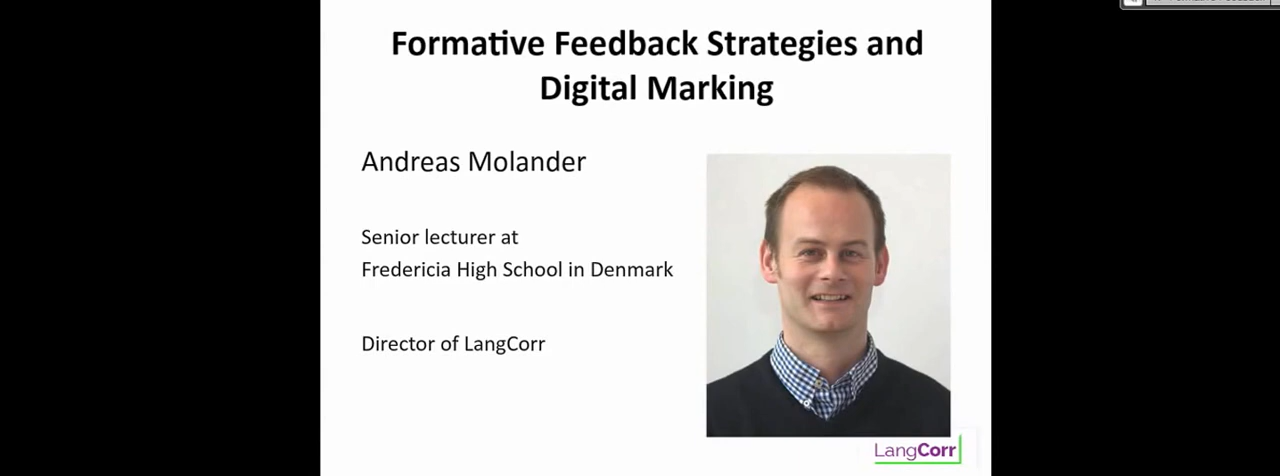 Formative Feedback Strategies and
Digital Marking
Andreas Molander
Senior lecturer at
Fredericia High School in Denmark
Director of LangCorr
LangCorr